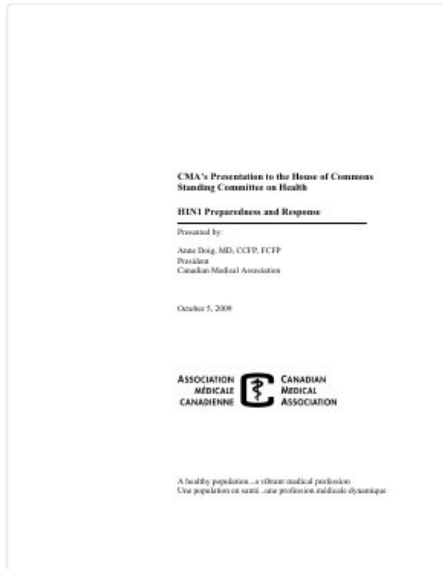 CMA's Presentation to the House of Commons
Standing Committee on Health
H1N1 Preparedness and Response
Presented by:
Anne Doig, MD, CCFP, FCFP
President
Canadian Medical Association
October 5, 2009
ASSOCIATION
MÉDICALE
CANADIENNE
CANADIAN
MEDICAL
ASSOCIATION
A healthy population...a vibrant medical profession
Une population en santé...une profession médicale dynamique